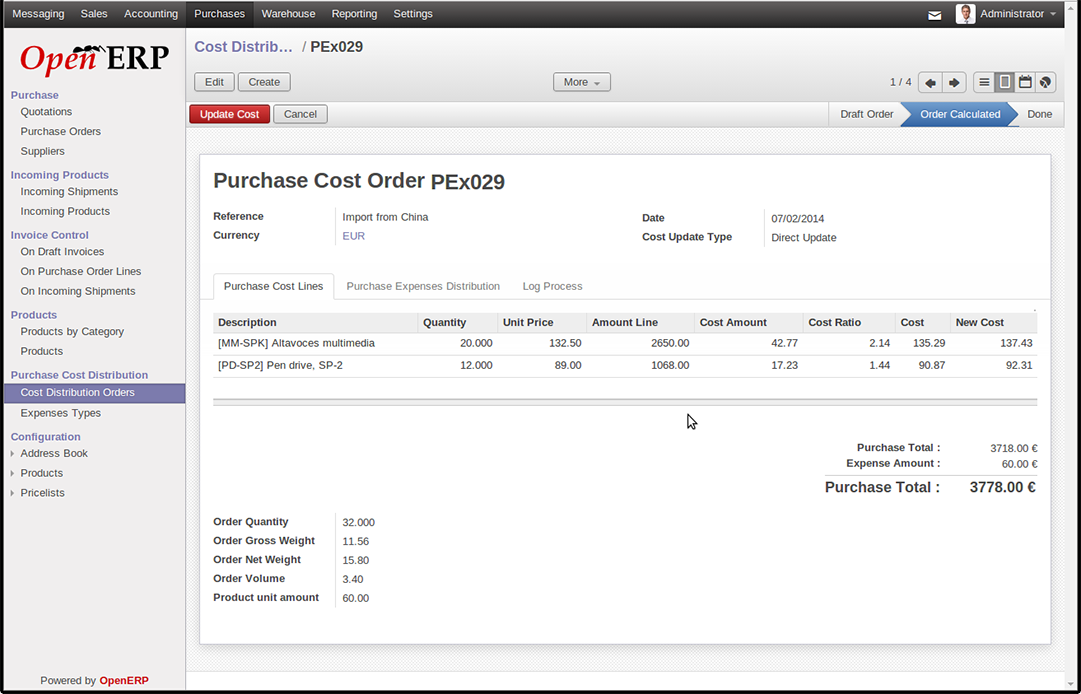 Messaging Sales Accounting Purchases Warehouse Reporting Settings Administrator
OpenERP
Cost Distrib... / PEx029
Edit Create More 1 / 4
Update Cost Cancel Draft Order Order Calculated Done
Purchase
Quotations
Purchase Orders
Suppliers
Incoming Products
Incoming Shipments
Incoming Products
Invoice Control
On Draft Invoices
On Purchase Order Lines
On Incoming Shipments
Products
Products by Category
Products
Purchase Cost Distribution
Cost Distribution Orders
Expenses Types
Configuration
Address Book
Products
Pricelists
Powered by OpenERP
Purchase Cost Order PEx029
Reference Import from China Date 07/02/2014
Currency EUR Cost Update Type Direct Update
Purchase Cost Lines Purchase Expenses Distribution Log Process
Description Quantity Unit Price Amount Line Cost Amount Cost Ratio Cost New Cost
[MM-SPK] Altavoces multimedia 20.000 132.50 2650.00 42.77 2.14 135.29 137.43
[PD-SP2] Pen drive, SP-2 12.000 89.00 1068.00 17.23 1.44 90.87 92.31
Purchase Total : 3718.00 €
Expense Amount : 60.00 €
Purchase Total : 3778.00 €
Order Quantity 32.000
Order Gross Weight 11.56
Order Net Weight 15.80
Order Volume 3.40
Product unit amount 60.00